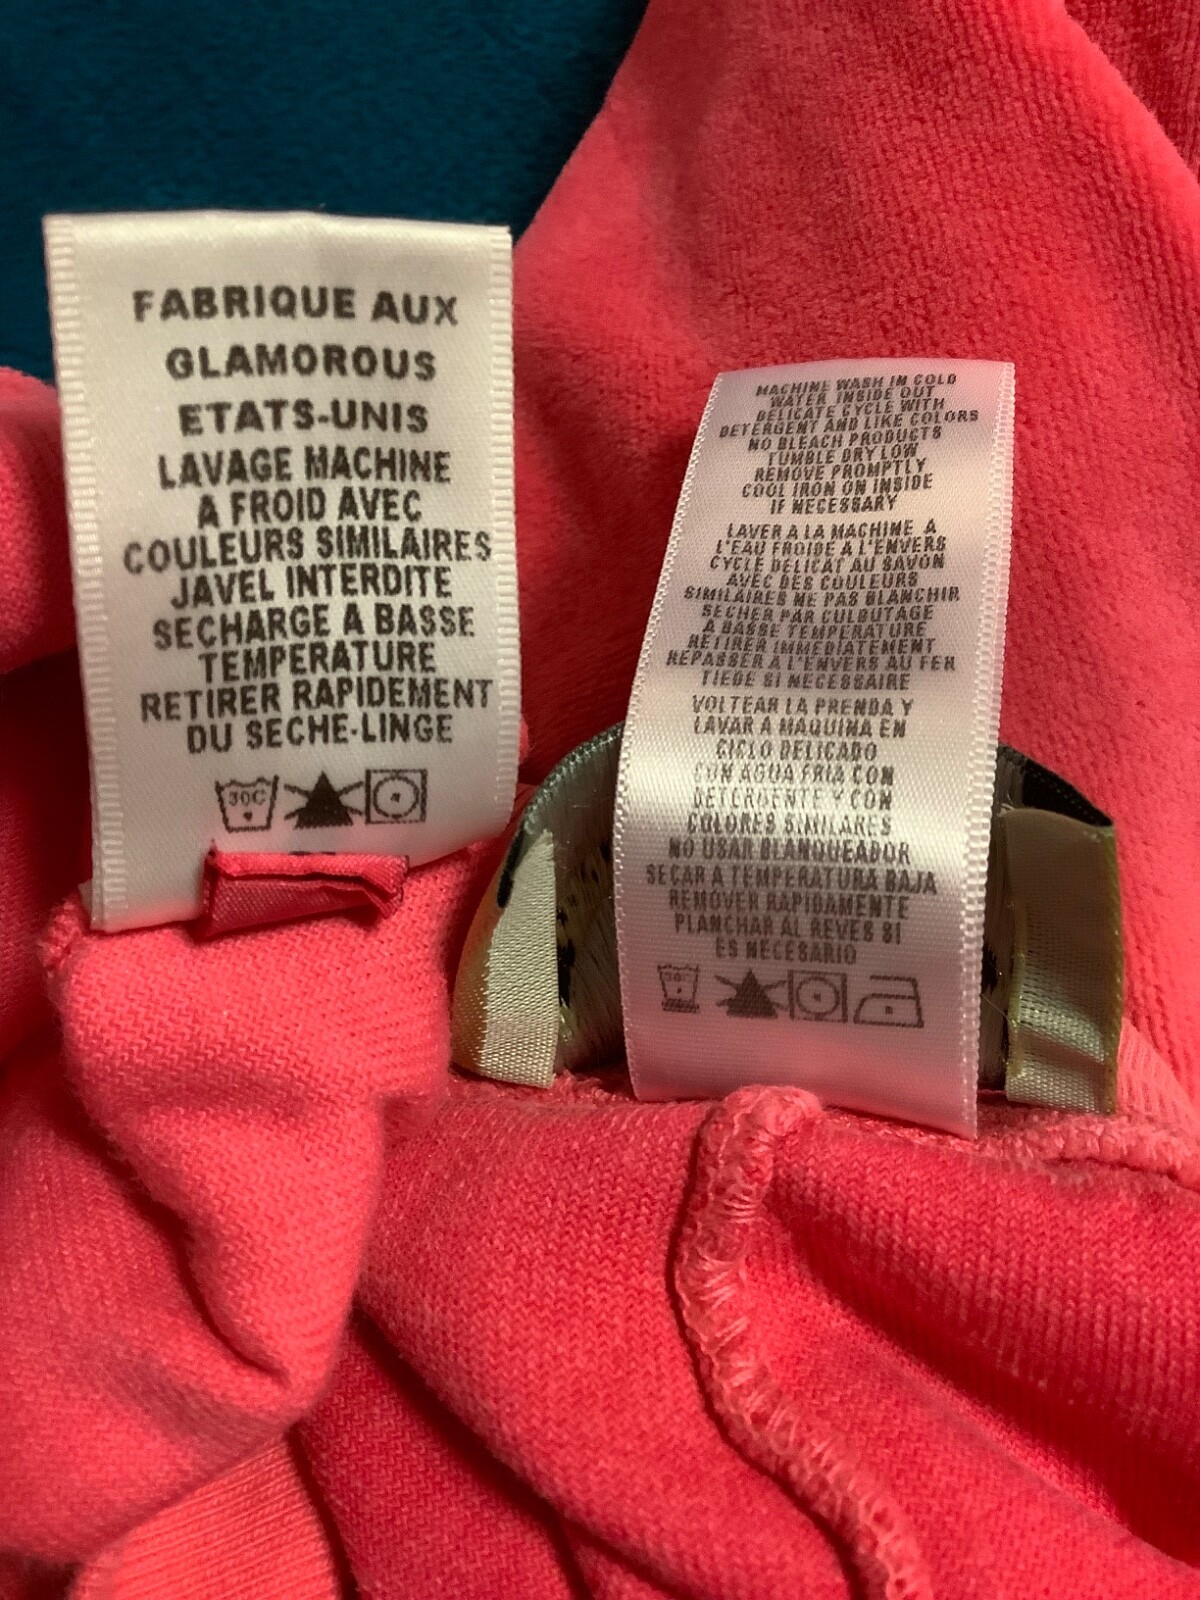 FABRIQUE AUX
GLAMOROUS
ETATS-UNIS
LAVAGE MACHINE
A FROID AVEC
COULEURS SIMILAIRES
JAVEL INTERDITE
SECHARGE A BASSE
TEMPERATURE
RETIRER RAPIDEMENT
DU SECHE-LINGE
30C
MACHINE WASH IN COLD
WATER INSIDE OUT
DELICATE CYCLE WITH
DETERGENT AND LIKE COLORS
NO BLEACH PRODUCTS
TUMBLE DRY LOW
REMOVE PROMPTLY
COOL IRON ON INSIDE
IF NECESSARY
LAVER A LA MACHINE A
L'EAU FROIDE A L'ENVERS
CYCLE DELICAT AU SAVON
AVEC DES COULEURS
SIMILAIRES NE PAS BLANCHIR
SECHER PAR CULBUTAGE
A BASSE TEMPERATURE
RETIRER IMMEDIATEMENT
REPASSER A L'ENVERS AU FER
TIEDE SI NECESSAIRE
VOLTEAR LA PRENDA Y
LAVAR A MAQUINA EN
CICLO DELICADO
CON AGUA FRIA CON
DETERGENTE Y CON
COLORES SIMILARES
NO USAR BLANQUEADOR
SECAR A TEMPERATURA BAJA
REMOVER RAPIDAMENTE
PLANCHAR AL REVES SI
ES NECESARIO